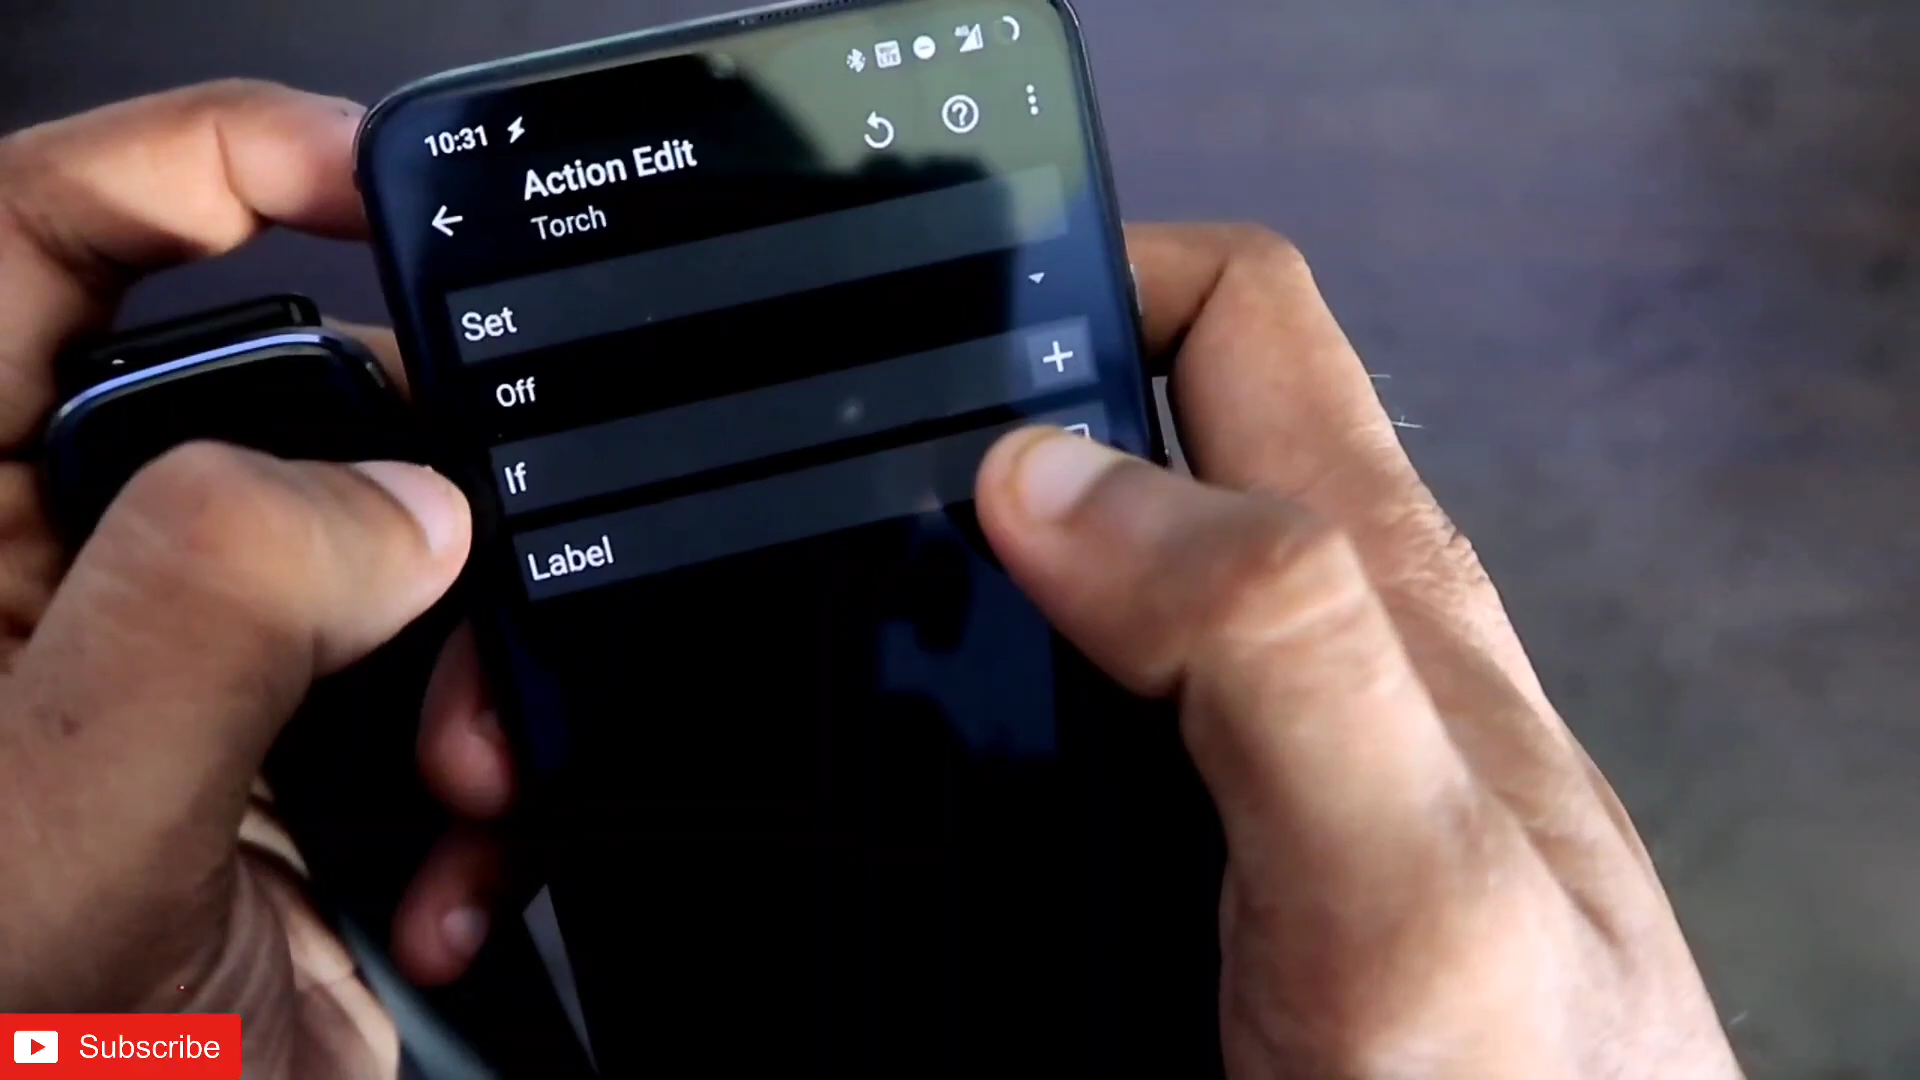 10:31
Action Edit
Torch
Set
Off
If
Label
Subscribe